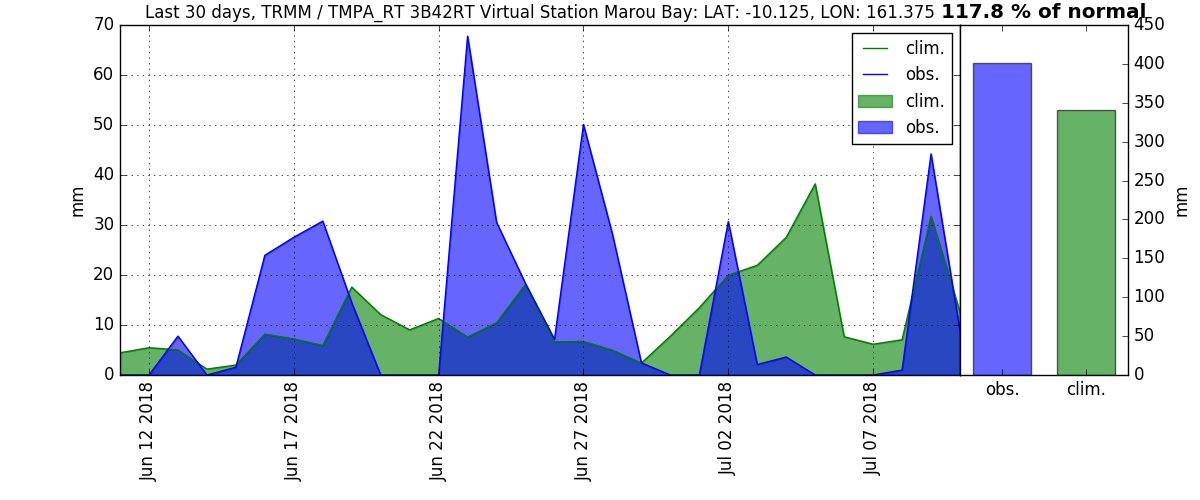 Last 30 days, TRMM / TMPA_RT 3B42RT Virtual Station Marou Bay: LAT: -10.125, LON: 161.375 117.8 % of normal
70
60
50
40
30
20
10
0
mm
clim.
obs.
clim.
obs.
Jun 12 2018
Jun 17 2018
Jun 22 2018
Jun 27 2018
Jul 02 2018
Jul 07 2018
450
400
350
300
250
200
150
100
50
0
mm
obs.
clim.